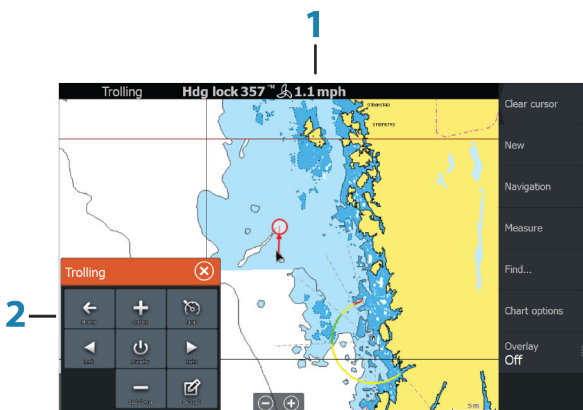 1
Trolling Hdg lock 357 °M 1.1 mph
Clear cursor
New
Navigation
Measure
Find...
Chart options
Overlay
Off
Trolling
2
5 m